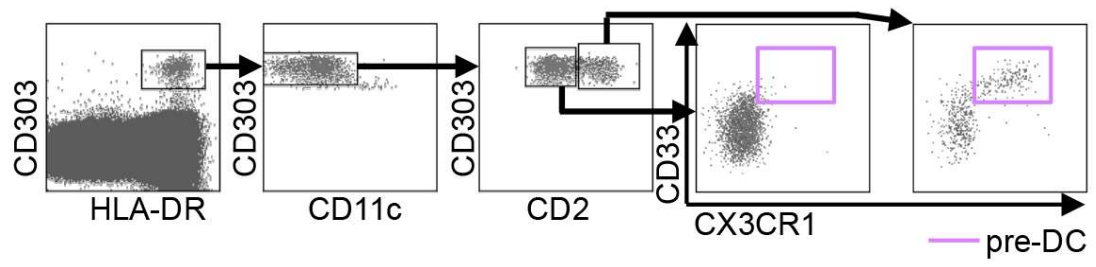 CD303
HLA-DR
CD303
CD11c
CD303
CD2
CD33
CX3CR1
pre-DC